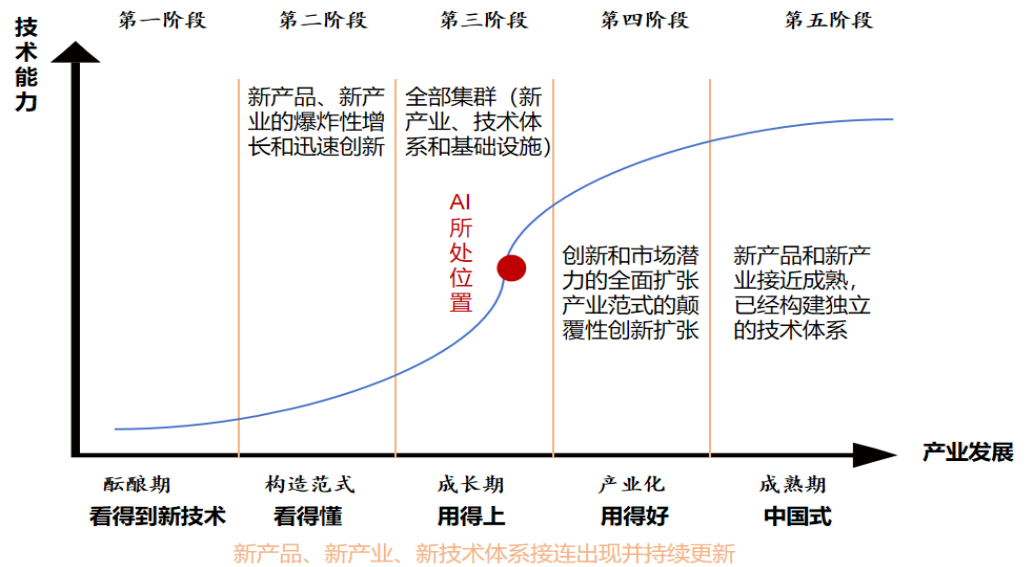 技术能力
第一阶段
第二阶段
第三阶段
第四阶段
第五阶段
新产品、新产
业的爆炸性增
长和迅速创新
全部集群（新
产业、技术体
系和基础设施）
AI
所
处
位
置
创新和市场潜
力的全面扩张
产业范式的颠
覆性创新扩张
新产品和新产
业接近成熟，
已经构建独立
的技术体系
产业发展
酝酿期
构造范式
成长期
产业化
成熟期
看得到新技术
看得懂
用得上
用得好
中国式
新产品、新产业、新技术体系接连出现并持续更新